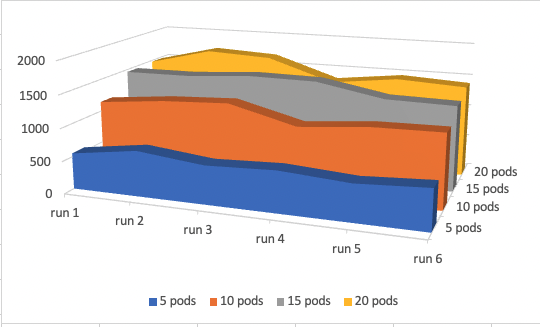 2000
1500
1000
500
0
run 1
run 2
run 3
run 4
run 5
run 6
20 pods
15 pods
10 pods
5 pods
5 pods 10 pods 15 pods 20 pods